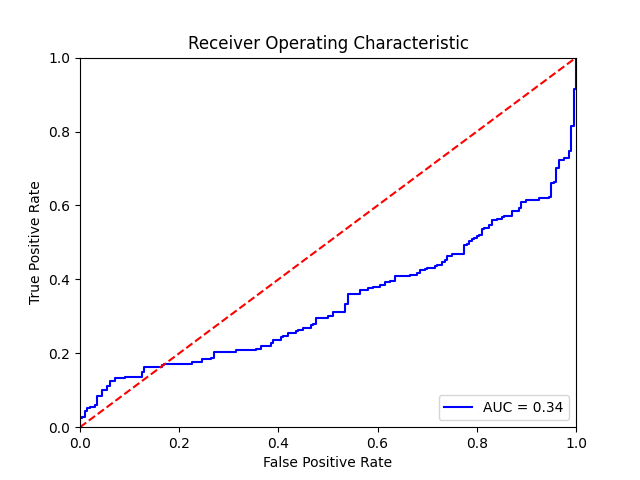 Receiver Operating Characteristic
True Positive Rate
1.0
0.8
0.6
0.4
0.2
0.0
AUC = 0.34
0.0 0.2 0.4 0.6 0.8 1.0
False Positive Rate